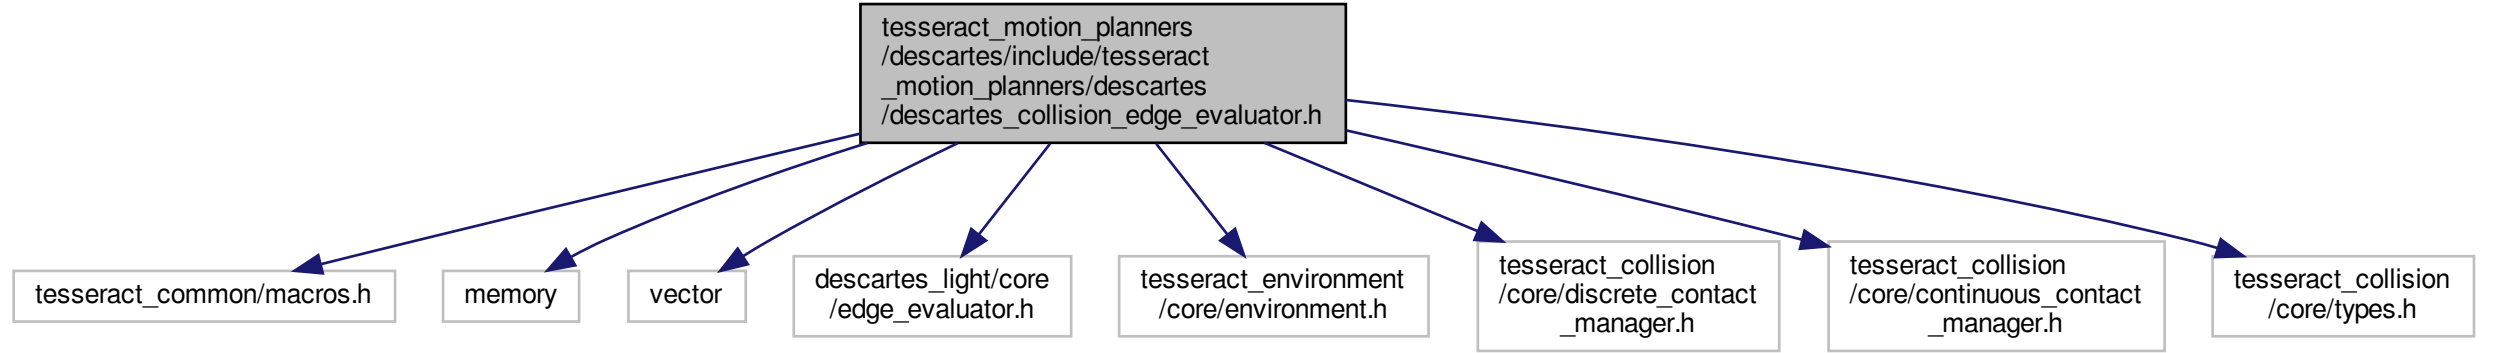 tesseract_motion_planners
/descartes/include/tesseract
_motion_planners/descartes
/descartes_collision_edge_evaluator.h
tesseract_common/macros.h
memory
vector
descartes_light/core
/edge_evaluator.h
tesseract_environment
/core/environment.h
tesseract_collision
/core/discrete_contact
_manager.h
tesseract_collision
/core/continuous_contact
_manager.h
tesseract_collision
/core/types.h